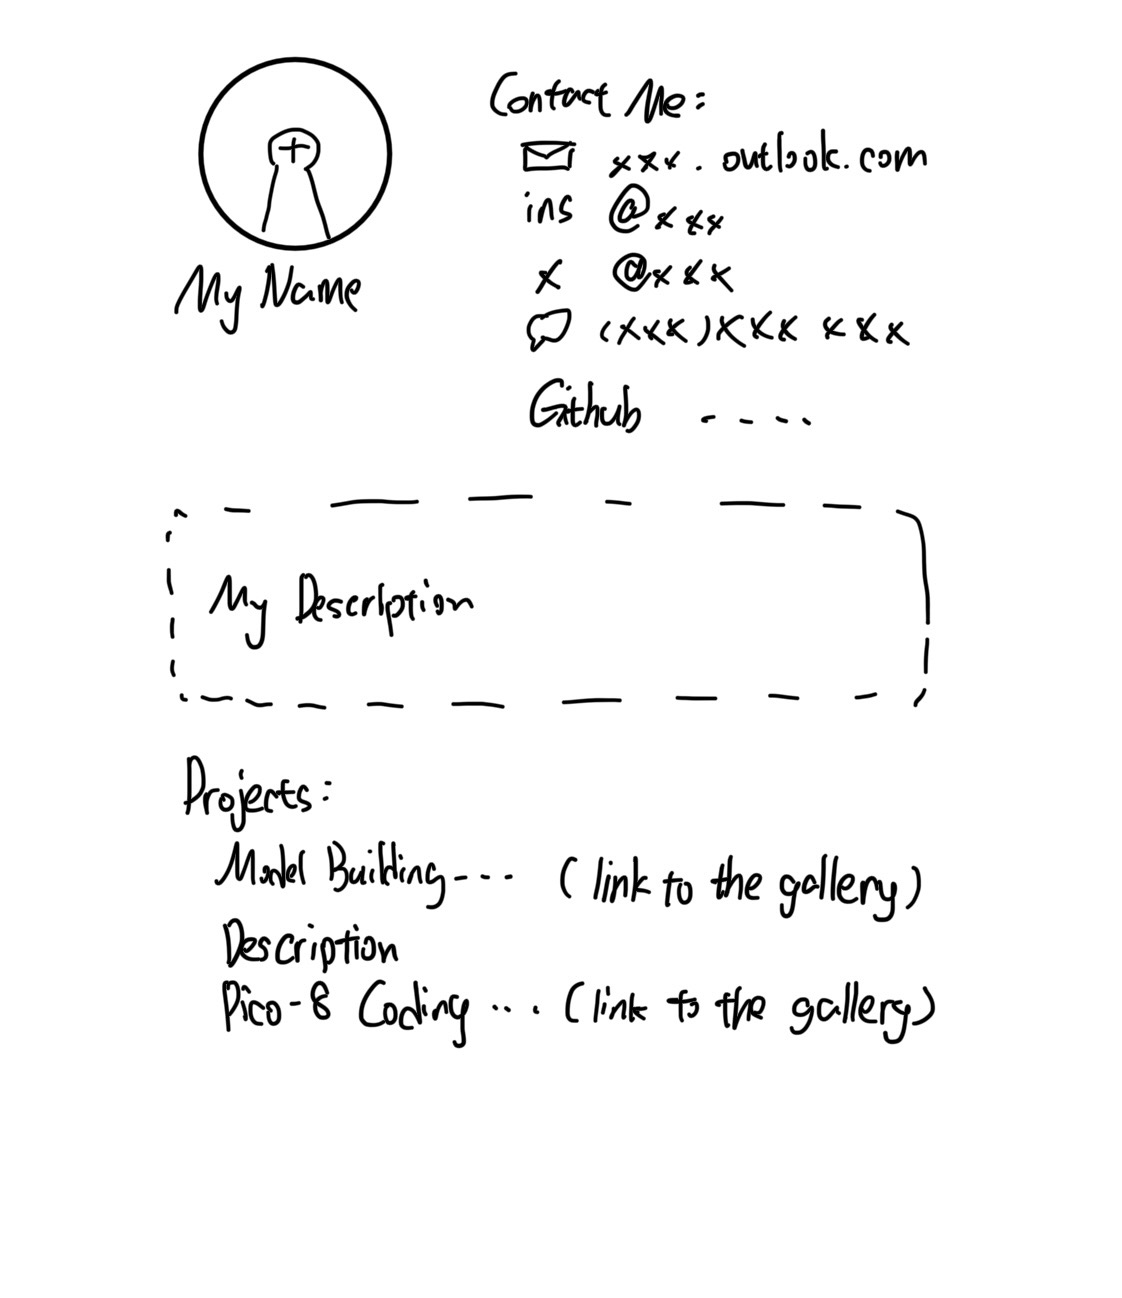 My Name
Contact Me:
xxx. outlook.com
ins @xxx
X @xxx
(xxx)xxx xxx
Github ----
My Description
Projects:
Model Building--- (link to the gallery)
Description
Pico-8 Coding ... (link to the gallery)